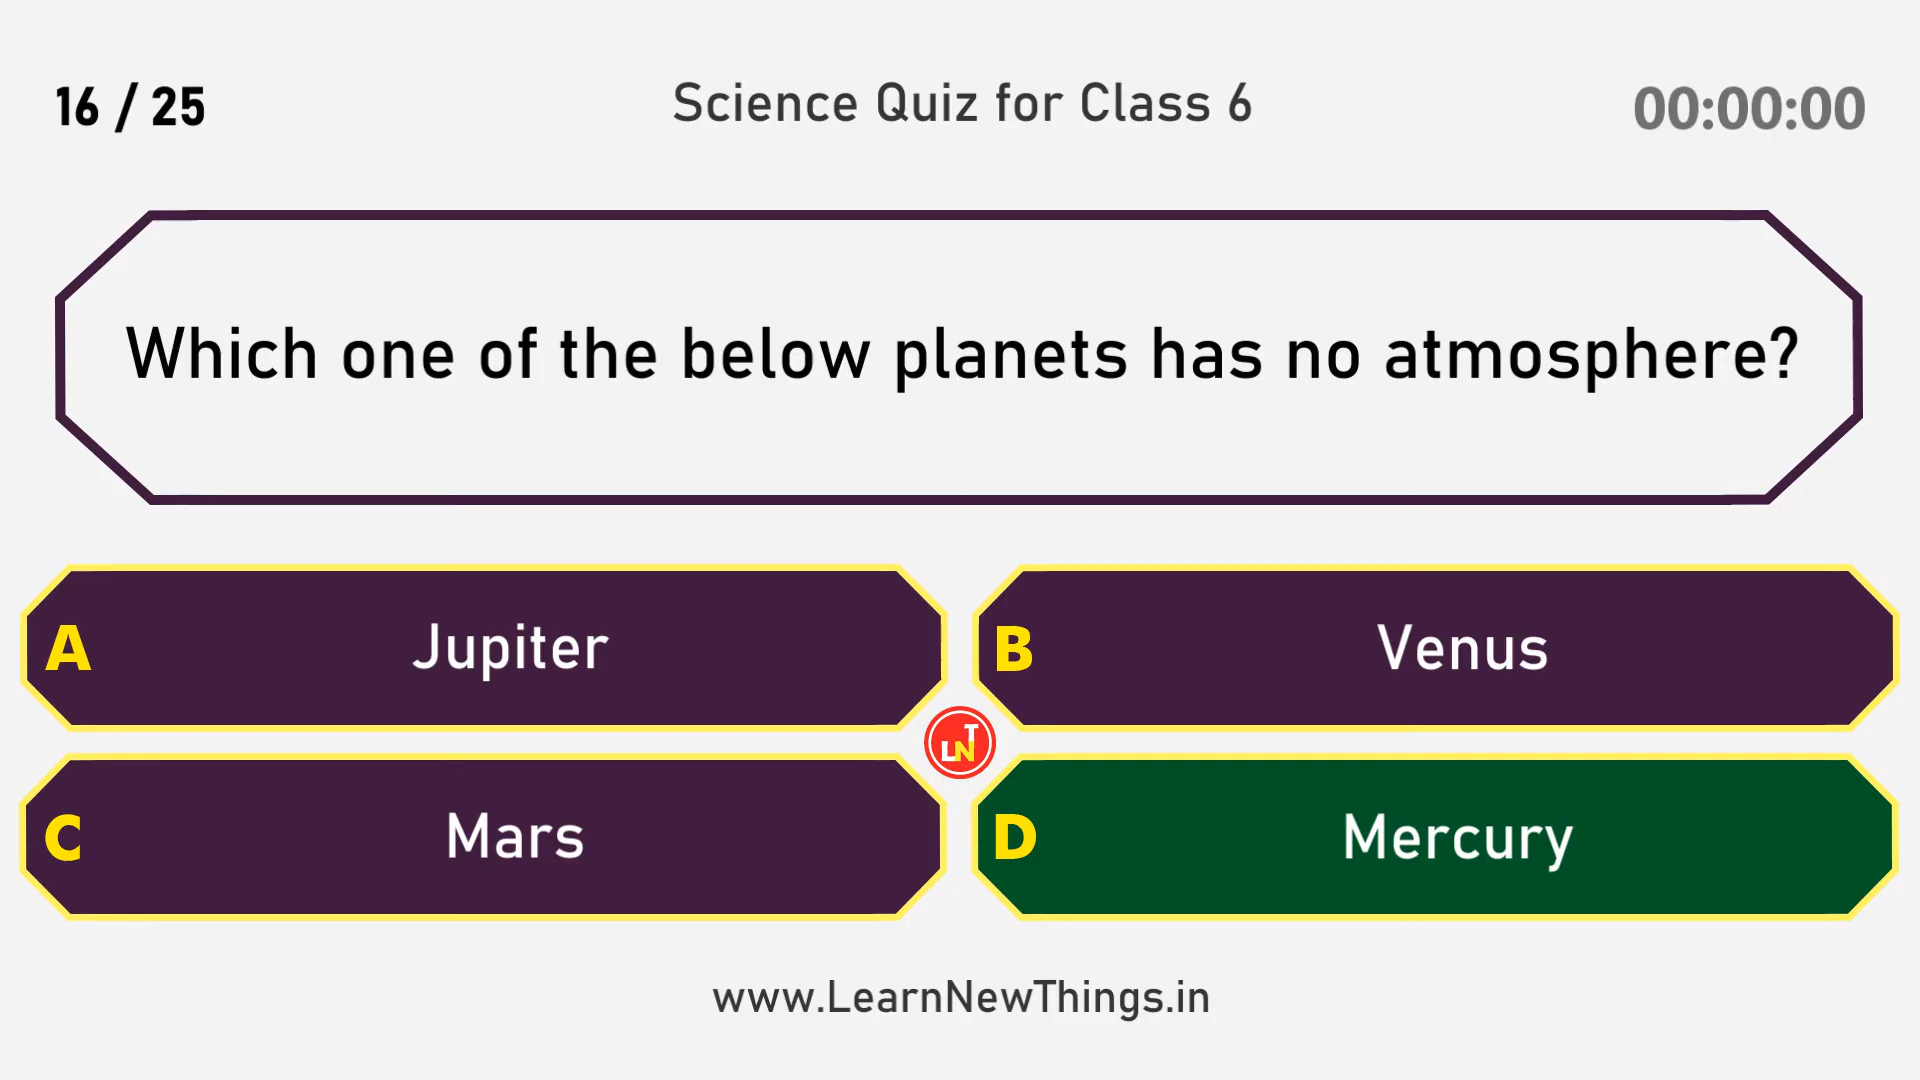 16 / 25
Science Quiz for Class 6
00:00:00
Which one of the below planets has no atmosphere?
A Jupiter
B Venus
LNT
C Mars
D Mercury
www.LearnNewThings.in